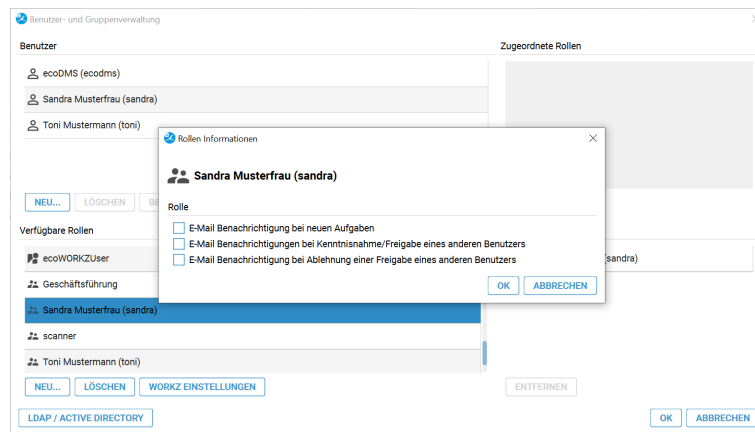 Benutzer- und Gruppenverwaltung
Benutzer
Zugeordnete Rollen
ecoDMS (ecodms)
Sandra Musterfrau (sandra)
Toni Mustermann (toni)
Rollen Informationen
Sandra Musterfrau (sandra)
Rolle
E-Mail Benachrichtigung bei neuen Aufgaben
E-Mail Benachrichtigungen bei Kenntnisnahme/Freigabe eines anderen Benutzers
E-Mail Benachrichtigung bei Ablehnung einer Freigabe eines anderen Benutzers
OK ABBRECHEN
NEU... LÖSCHEN BE
Verfügbare Rollen
ecoWORKZUser
(sandra)
Geschäftsführung
Sandra Musterfrau (sandra)
scanner
Toni Mustermann (toni)
NEU... LÖSCHEN WORKZ EINSTELLUNGEN ENTFERNEN
LDAP / ACTIVE DIRECTORY OK ABBRECHEN